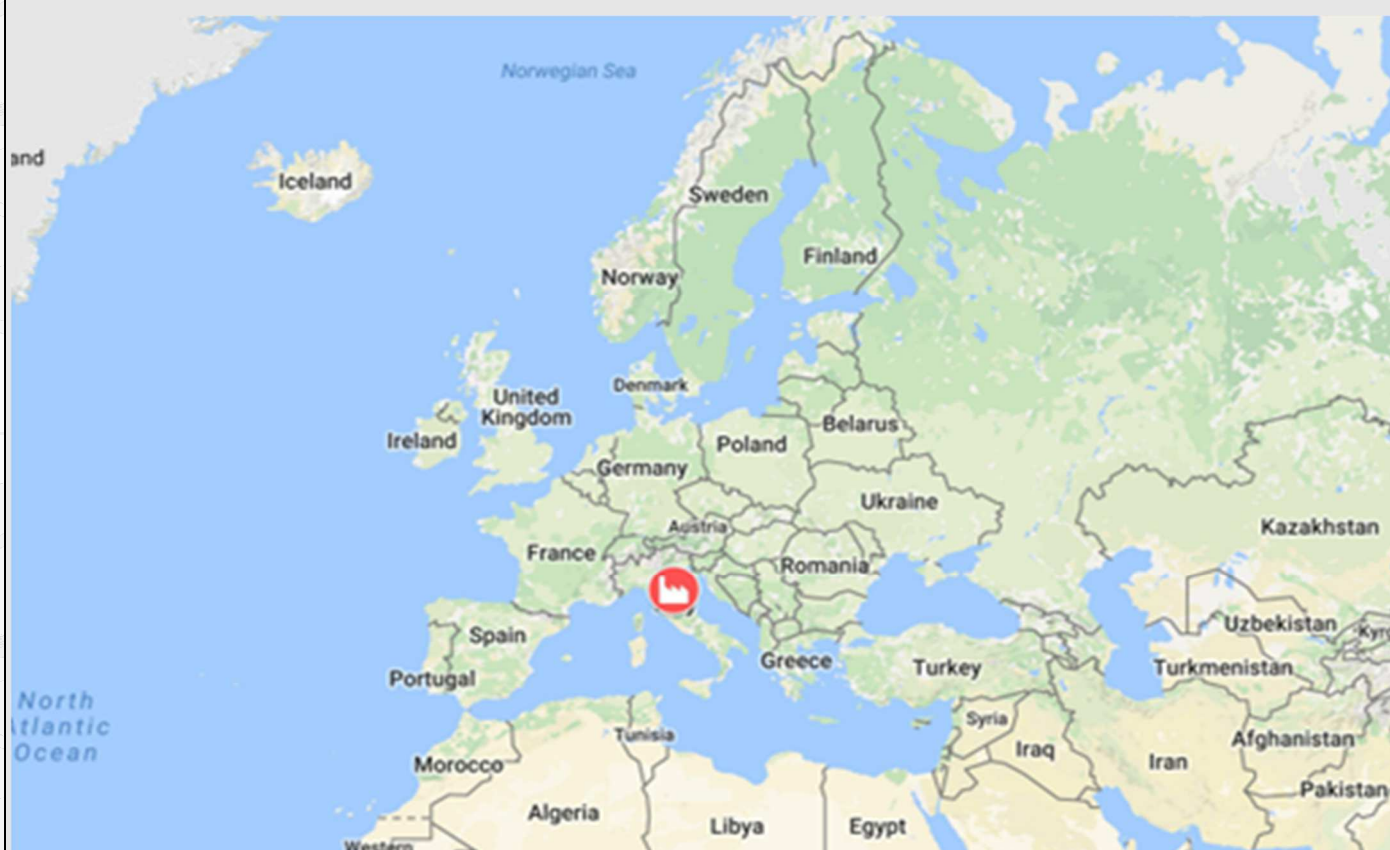 Norwegian Sea
and
Iceland
Sweden
Finland
Norway
Denmark
United
Kingdom
Ireland
Belarus
Poland
Germany
Ukraine
Austria
Kazakhstan
France
Romania
Uzbekistan
Kyr
Spain
Greece
Turkey
Turkmenistan
Portugal
North
Atlantic
Ocean
Syria
Tunisia
Afghanistan
Iraq
Iran
Morocco
Pakistan
Algeria
Libya
Egypt
Western